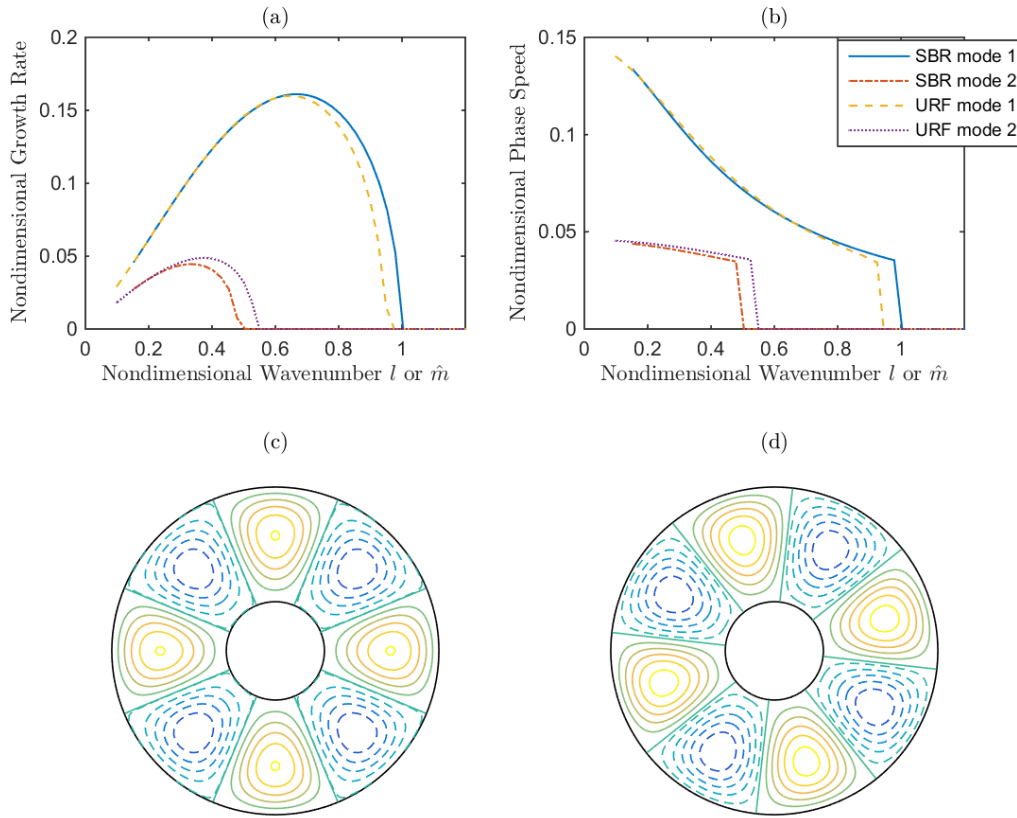 (a)
Nondimensional Growth Rate
0.2
0.15
0.1
0.05
0
0
0.2
0.4
0.6
0.8
1
Nondimensional Wavenumber l or m̂
(b)
Nondimensional Phase Speed
0.15
0.1
0.05
0
0
0.2
0.4
0.6
0.8
1
Nondimensional Wavenumber l or m̂
SBR mode 1
SBR mode 2
URF mode 1
URF mode 2
(c)
(d)